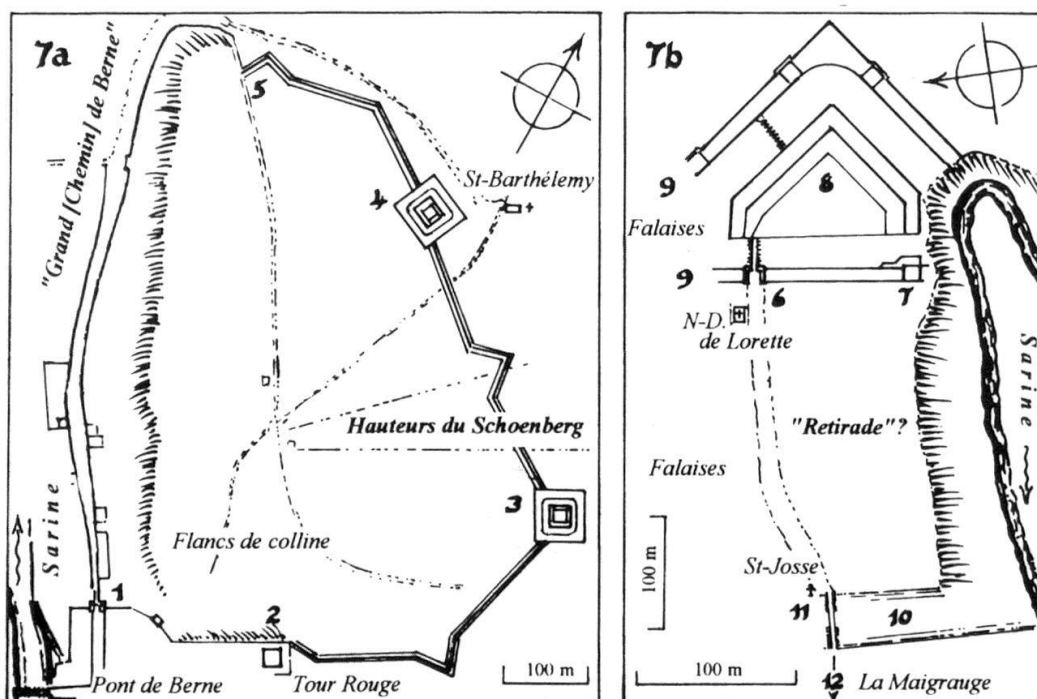 7a
"Grand [Chemin] de Berne"
5
4
St-Barthélemy
Hauteurs du Schoenberg
3
Flancs de colline
Sarine
1
2
Pont de Berne
Tour Rouge
100 m
7b
9
8
Falaises
9
6
7
N-D.
de Lorette
"Retirade"?
Sarine
Falaises
100 m
St-Josse
11
10
100 m
12
La Maigrauge